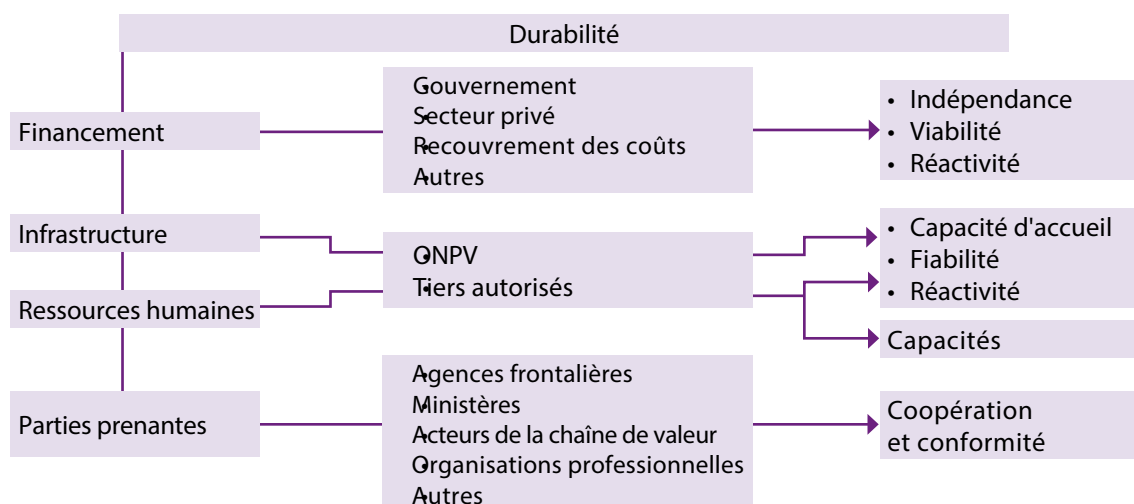 Durabilité
Financement
• Gouvernement
• Secteur privé
• Recouvrement des coûts
• Autres
• Indépendance
• Viabilité
• Réactivité
Infrastructure
Ressources humaines
• ONPV
• Tiers autorisés
• Capacité d'accueil
• Fiabilité
• Réactivité
Capacités
Parties prenantes
• Agences frontalières
• Ministères
• Acteurs de la chaîne de valeur
• Organisations professionnelles
• Autres
Coopération
et conformité